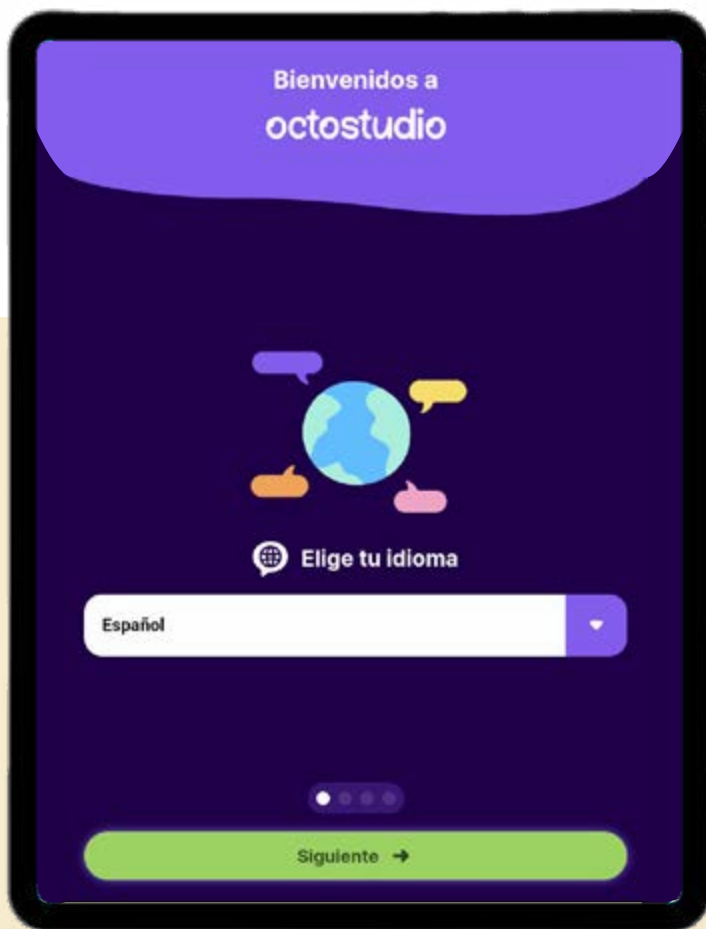 Bienvenidos a
octostudio
Elige tu idioma
Español
Siguiente →